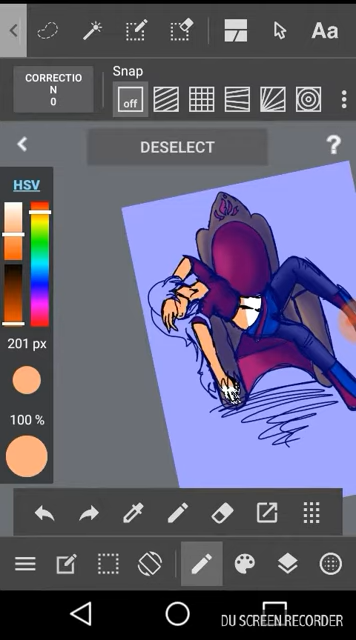 Aa
CORRECTIO
N
0
Snap
off
DESELECT
?
HSV
201 px
100 %
DU SCREEN RECORDER